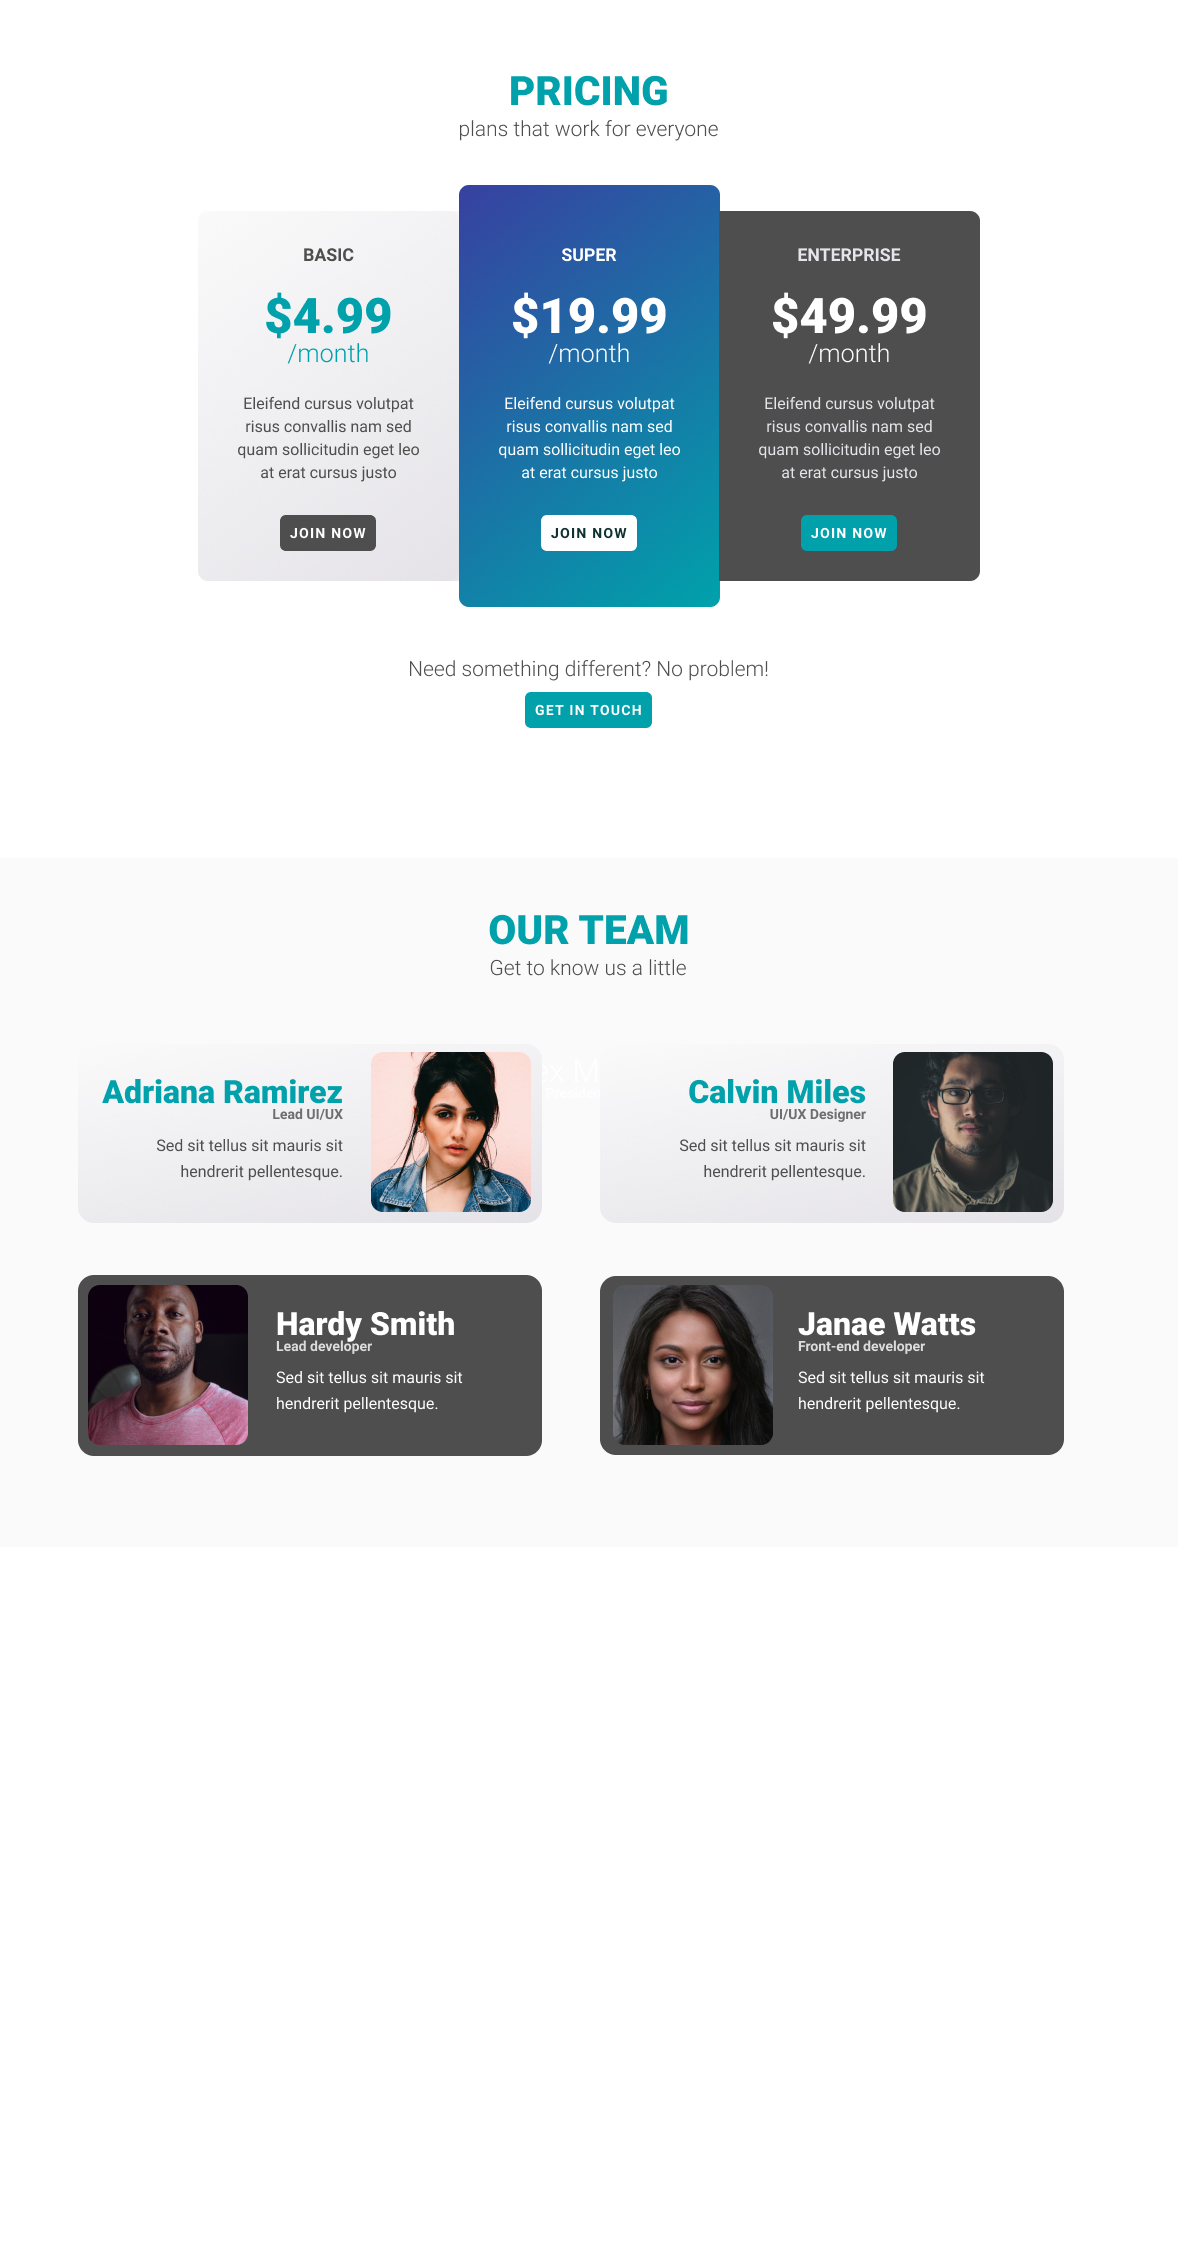 PRICING
plans that work for everyone
BASIC
$4.99
/month
Eleifend cursus volutpat
risus convallis nam sed
quam sollicitudin eget leo
at erat cursus justo
JOIN NOW
SUPER
$19.99
/month
Eleifend cursus volutpat
risus convallis nam sed
quam sollicitudin eget leo
at erat cursus justo
JOIN NOW
ENTERPRISE
$49.99
/month
Eleifend cursus volutpat
risus convallis nam sed
quam sollicitudin eget leo
at erat cursus justo
JOIN NOW
Need something different? No problem!
GET IN TOUCH
OUR TEAM
Get to know us a little
Adriana Ramirez
Lead UI/UX
Sed sit tellus sit mauris sit
hendrerit pellentesque.
Calvin Miles
UI/UX Designer
Sed sit tellus sit mauris sit
hendrerit pellentesque.
Hardy Smith
Lead developer
Sed sit tellus sit mauris sit
hendrerit pellentesque.
Janae Watts
Front-end developer
Sed sit tellus sit mauris sit
hendrerit pellentesque.